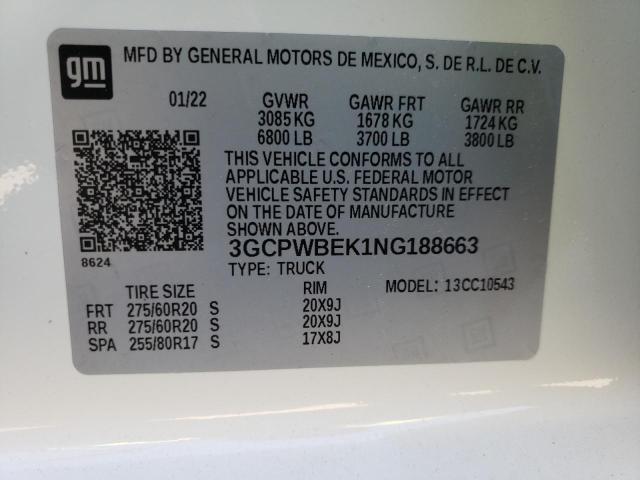 gm
MFD BY GENERAL MOTORS DE MEXICO, S. DE R.L. DE C.V.
01/22 GVWR GAWR FRT GAWR RR
3085 KG 1678 KG 1724 KG
6800 LB 3700 LB 3800 LB
THIS VEHICLE CONFORMS TO ALL
APPLICABLE U.S. FEDERAL MOTOR
VEHICLE SAFETY STANDARDS IN EFFECT
ON THE DATE OF MANUFACTURE
SHOWN ABOVE.
8624 3GCPWBEK1NG188663
TYPE: TRUCK
TIRE SIZE RIM MODEL: 13CC10543
FRT 275/60R20 S 20X9J
RR 275/60R20 S 20X9J
SPA 255/80R17 S 17X8J